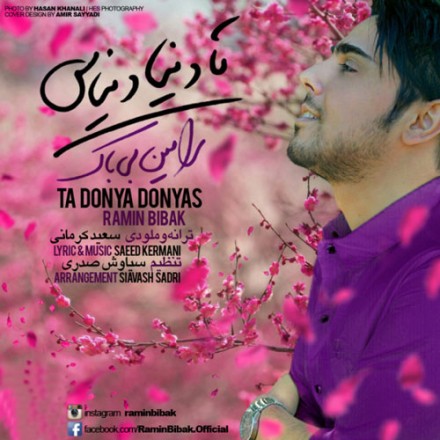 PHOTO BY HASAN KHANALI | HE8 PHOTOGRAPHY
COVER DESIGN BY AMIR SAYYADI
تا دنیا دنیاس
رامین بی باک
TA DONYA DONYAS
RAMIN BIBAK
ترانه و ملودی سعید کرمانی
LYRIC & MUSIC SAEED KERMANI
تنظیم سیاوش صدری
ARRANGEMENT SIAVASH SADRI
instagram raminbibak
facebook.com/RaminBibak.Official